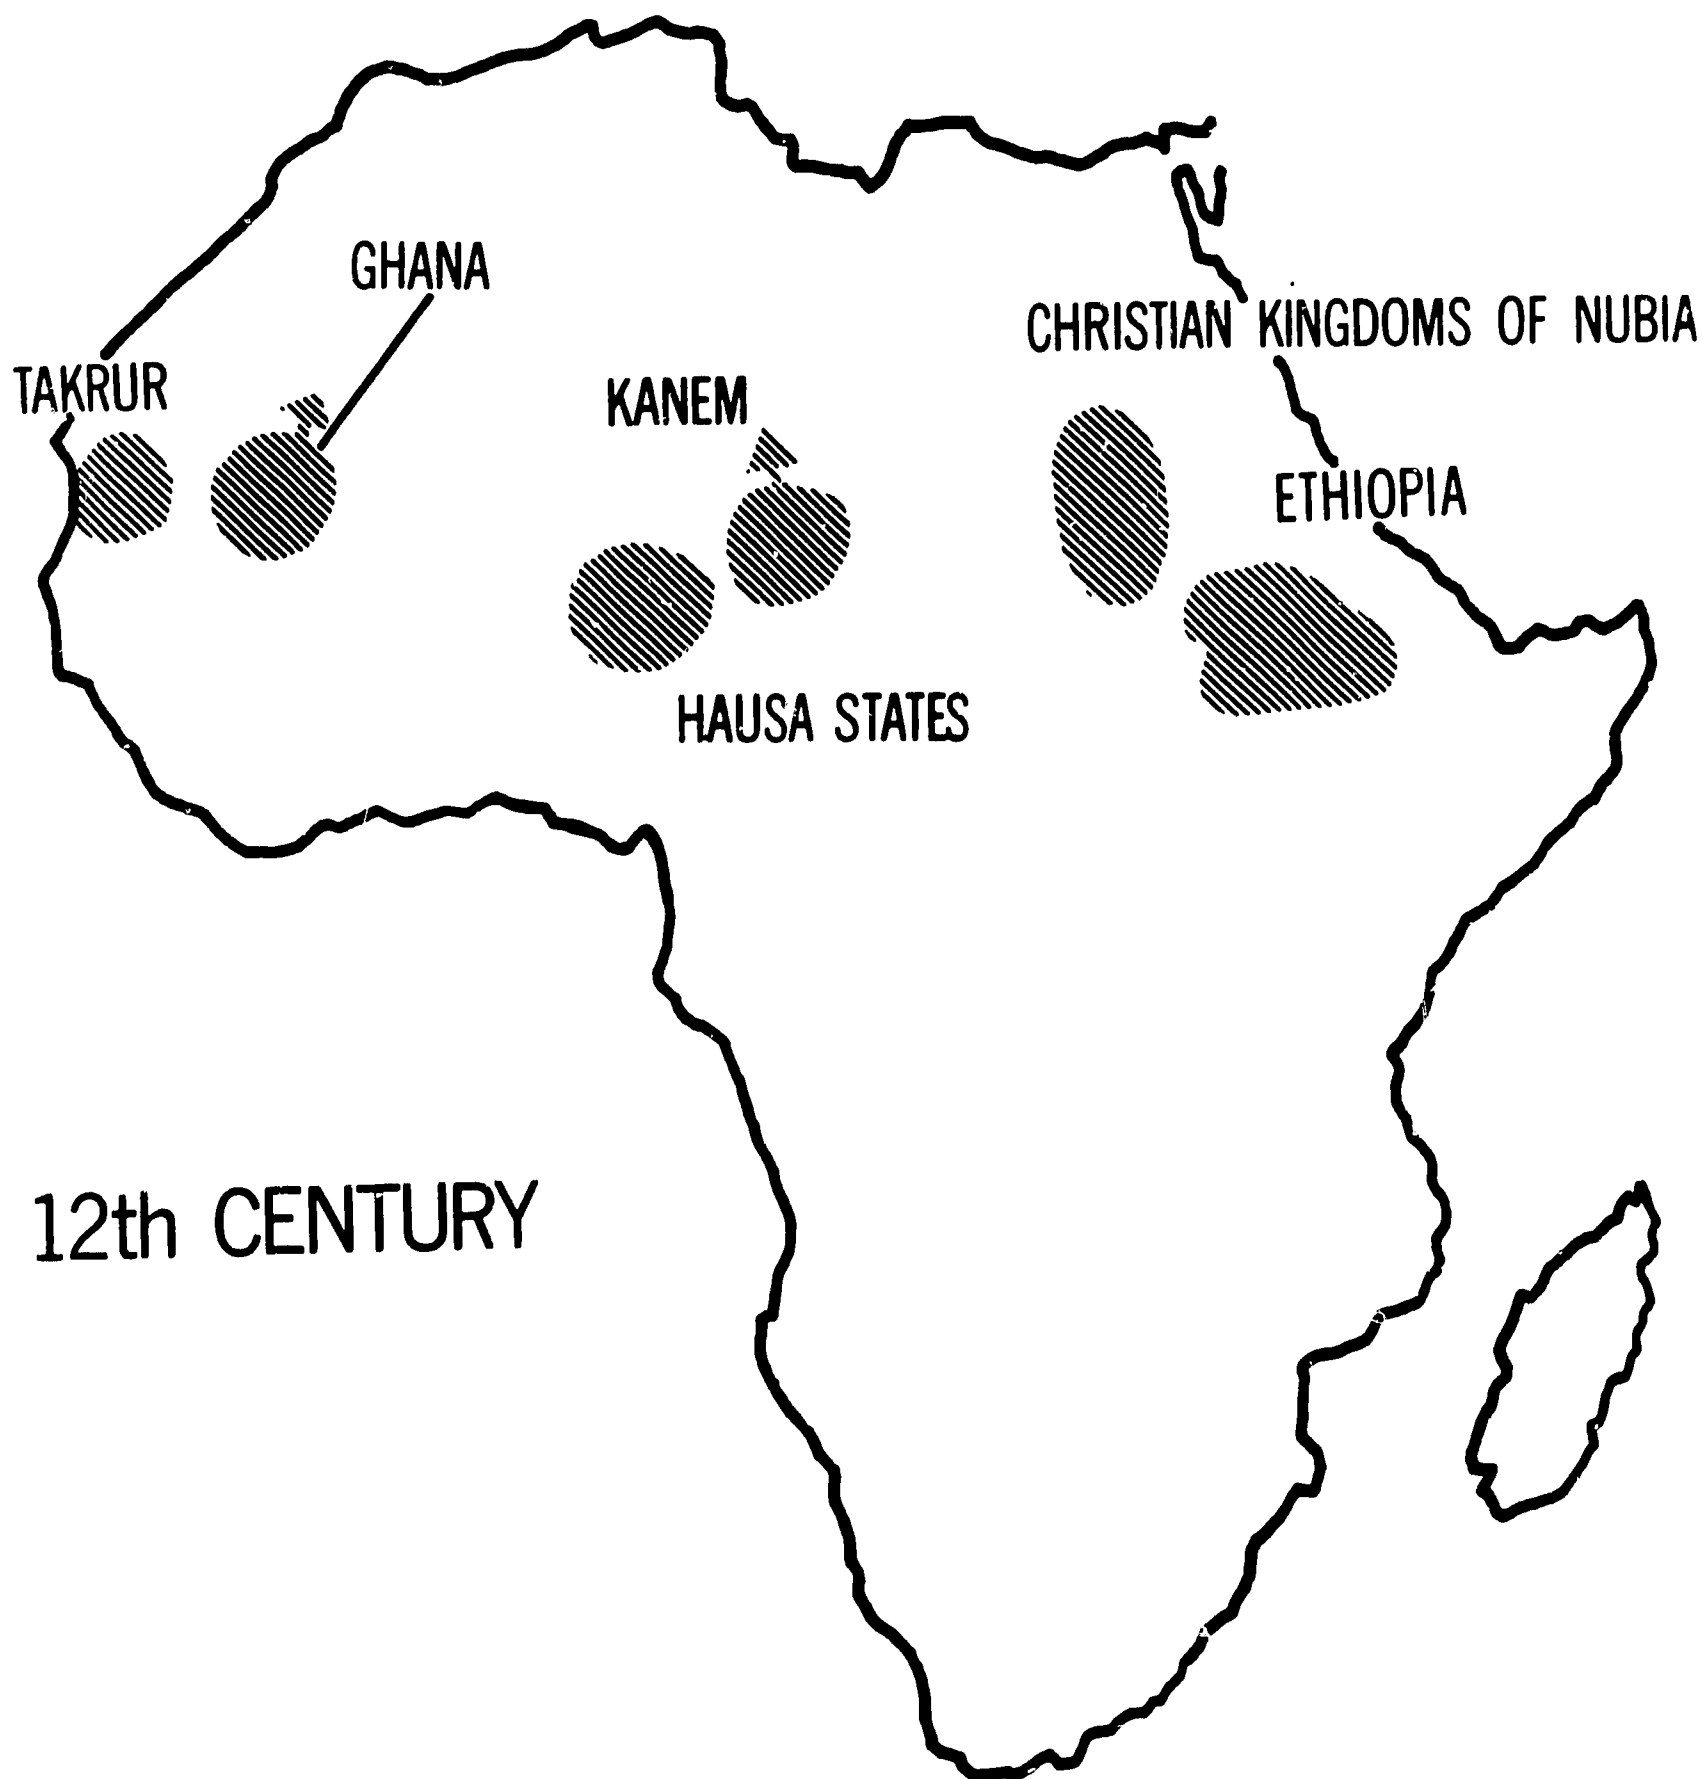 GHANA
CHRISTIAN KINGDOMS OF NUBIA
TAKRUR
KANEM
ETHIOPIA
HAUSA STATES
12th CENTURY